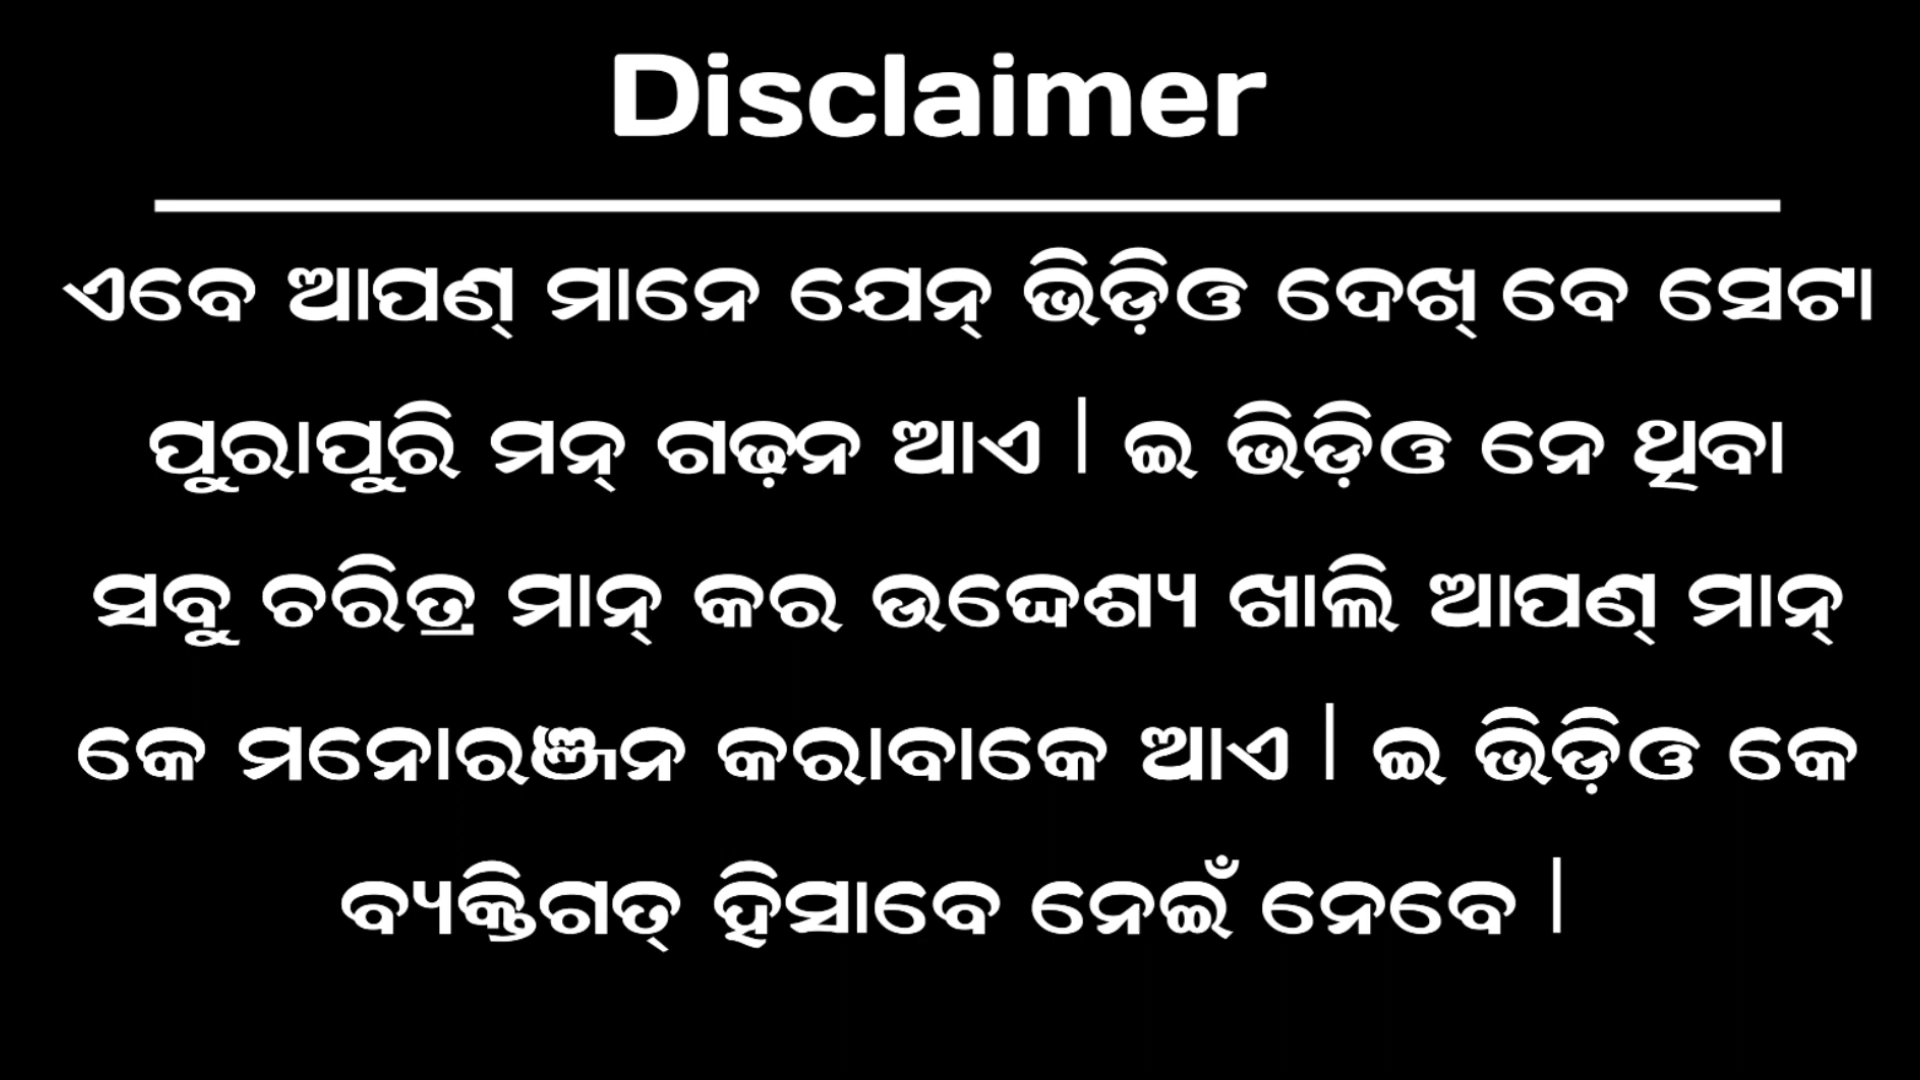 Disclaimer
ଏବେ ଆପଣ୍ ମାନେ ଯେନ୍ ଭିଡ଼ିଓ ଦେଖ୍ ବେ ସେଟା
ପୁରାପୁରି ମନ୍ ଗଢ଼ନ ଆଏ | ଇ ଭିଡ଼ିଓ ନେ ଥିବା
ସବୁ ଚରିତ୍ର ମାନ୍ କର ଉଦ୍ଦେଶ୍ୟ ଖାଲି ଆପଣ୍ ମାନ୍
କେ ମନୋରଞ୍ଜନ କରାବାକେ ଆଏ | ଇ ଭିଡ଼ିଓ କେ
ବ୍ୟକ୍ତିଗତ୍ ହିସାବେ ନେଇଁ ନେବେ |